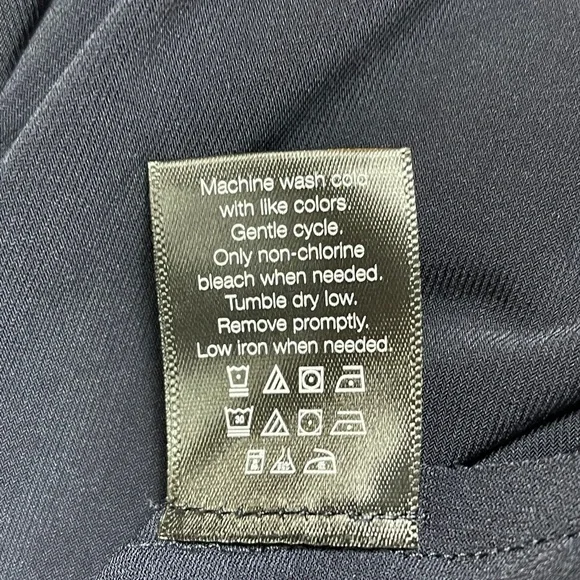 Machine wash cold
with like colors.
Gentle cycle.
Only non-chlorine
bleach when needed.
Tumble dry low.
Remove promptly.
Low iron when needed.
30